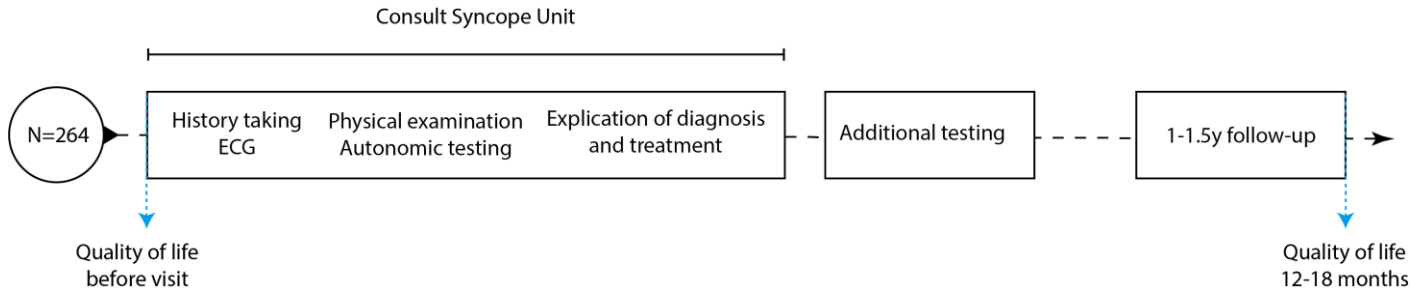 Consult Syncope Unit
N=264
History taking
ECG
Physical examination
Autonomic testing
Explication of diagnosis
and treatment
Additional testing
1-1.5y follow-up
Quality of life
before visit
Quality of life
12-18 months